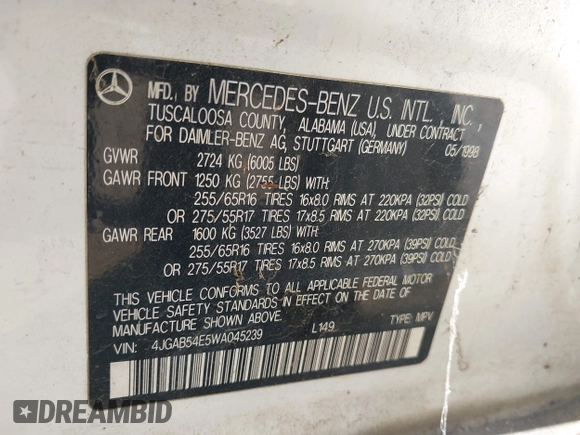 MFD. BY MERCEDES-BENZ U.S. INTL., INC.,
TUSCALOOSA COUNTY, ALABAMA (USA), UNDER CONTRACT
FOR DAIMLER-BENZ AG, STUTTGART (GERMANY) 05/1998
GVWR 2724 KG (6005 LBS)
GAWR FRONT 1250 KG (2755 LBS) WITH:
255/65R16 TIRES 16x8.0 RIMS AT 220KPA (32PSI) COLD
OR 275/55R17 TIRES 17x8.5 RIMS AT 220KPA (32PSI) COLD
GAWR REAR 1600 KG (3527 LBS) WITH:
255/65R16 TIRES 16x8.0 RIMS AT 270KPA (39PSI) COLD
OR 275/55R17 TIRES 17x8.5 RIMS AT 270KPA (39PSI) COLD
THIS VEHICLE CONFORMS TO ALL APPLICABLE FEDERAL MOTOR
VEHICLE SAFETY STANDARDS IN EFFECT ON THE DATE OF
MANUFACTURE SHOWN ABOVE.
VIN: 4JGAB54E5WA045239 L149 TYPE: MPV
DREAMBID